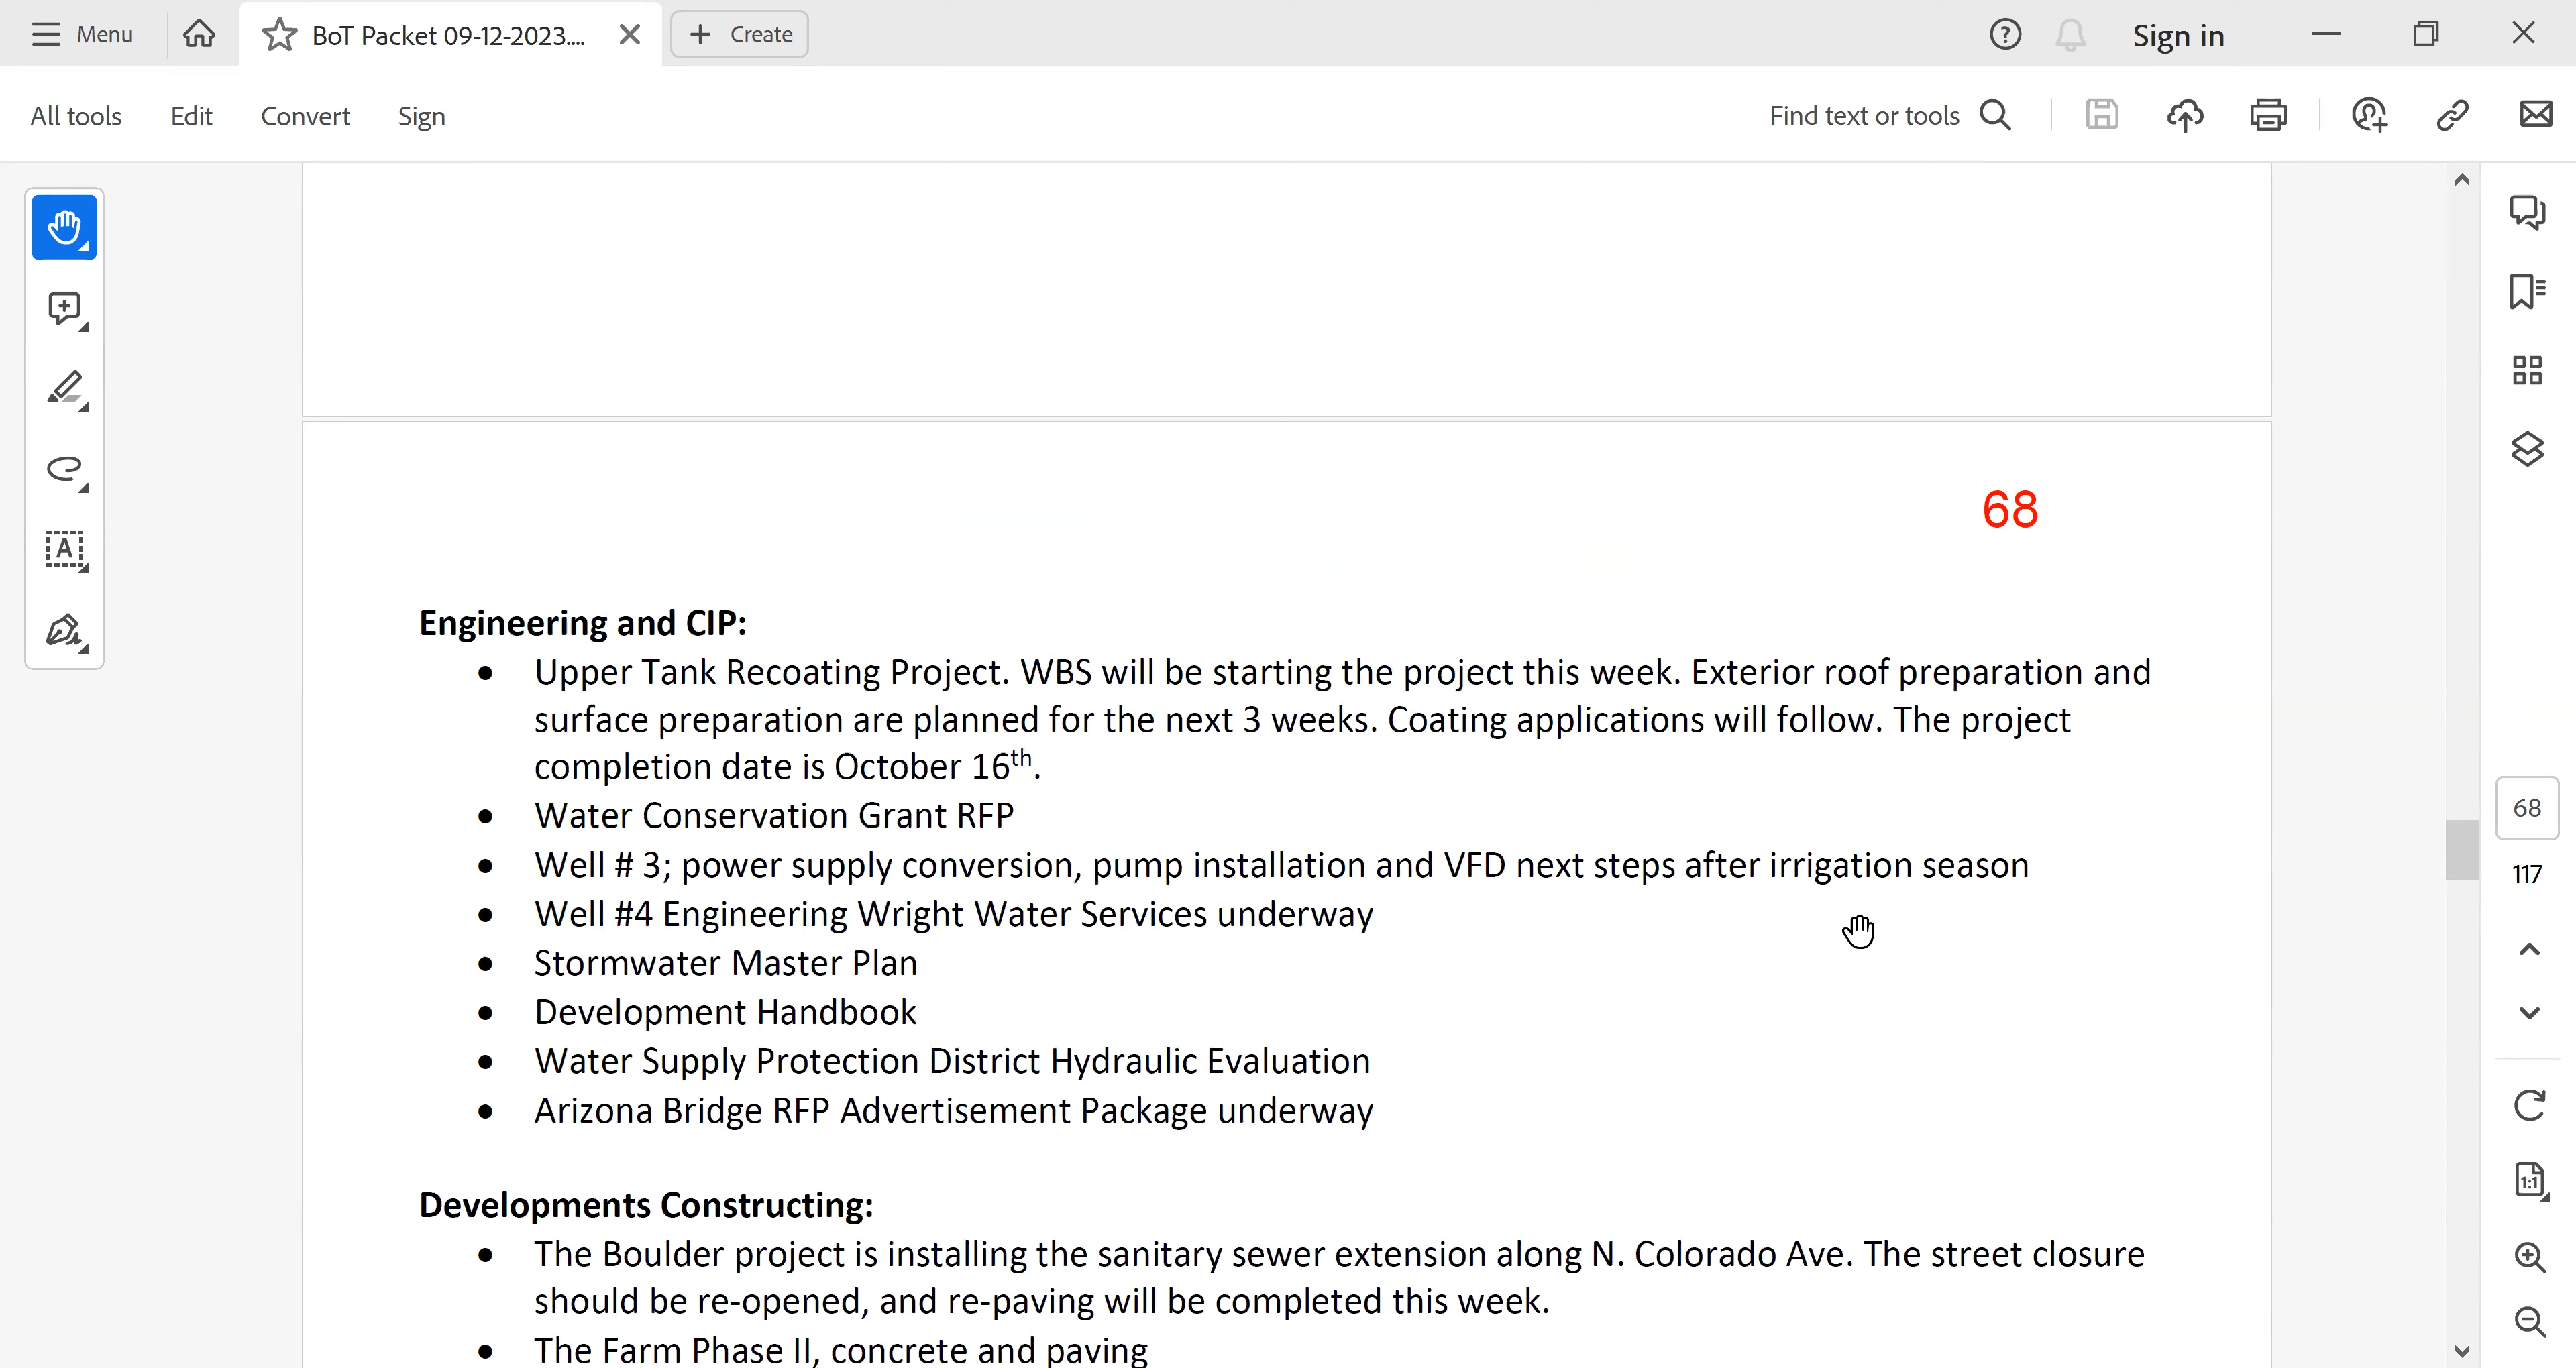 Menu
BoT Packet 09-12-2023....
Create
Sign in
All tools
Edit
Convert
Sign
Find text or tools
68
Engineering and CIP:
• Upper Tank Recoating Project. WBS will be starting the project this week. Exterior roof preparation and
surface preparation are planned for the next 3 weeks. Coating applications will follow. The project
completion date is October 16th.
• Water Conservation Grant RFP
• Well # 3; power supply conversion, pump installation and VFD next steps after irrigation season
• Well #4 Engineering Wright Water Services underway
• Stormwater Master Plan
• Development Handbook
• Water Supply Protection District Hydraulic Evaluation
• Arizona Bridge RFP Advertisement Package underway
Developments Constructing:
• The Boulder project is installing the sanitary sewer extension along N. Colorado Ave. The street closure
should be re-opened, and re-paving will be completed this week.
• The Farm Phase II, concrete and paving
68
117
1:1